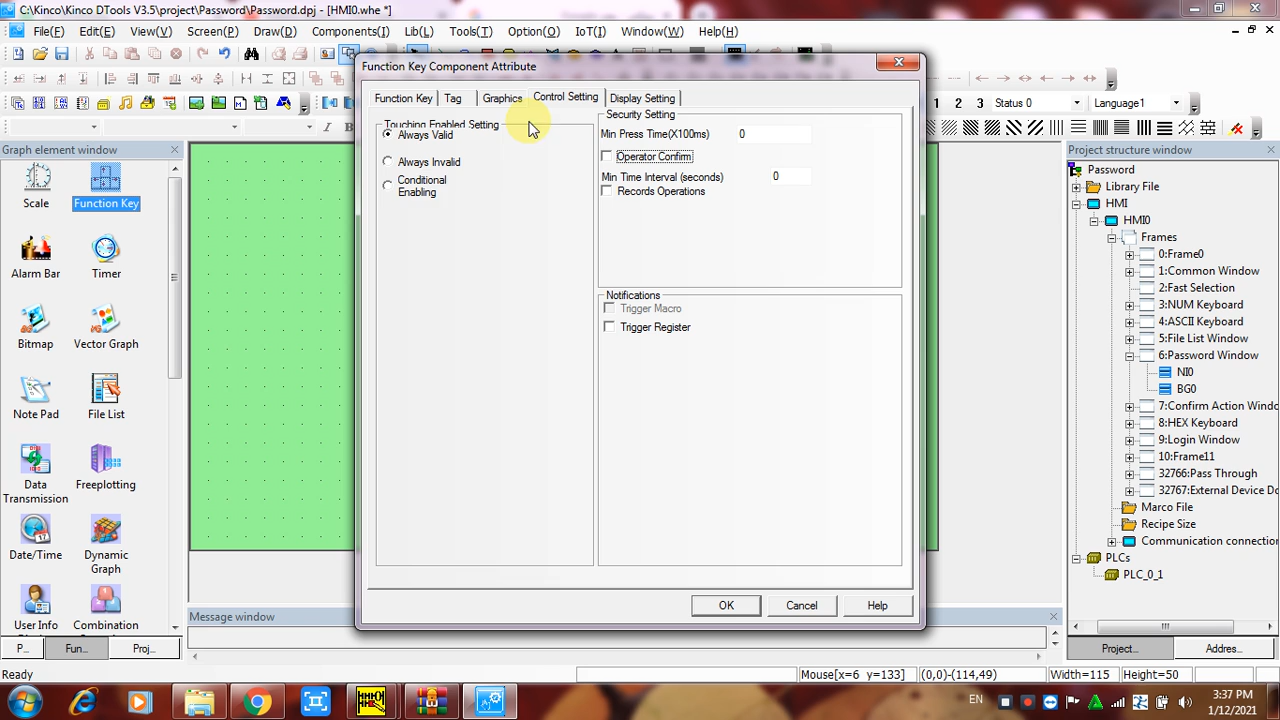 C:\Kinco\Kinco DTools V3.5\project\Password\Password.dpj - [HMI0.whe *]
File(F) Edit(E) View(V) Screen(P) Draw(D) Components(I) Lib(L) Tools(T) Option(O) IoT(I) Window(W) Help(H)
Function Key Component Attribute
Function Key Tag Graphics Control Setting Display Setting
1 2 3 Status 0 Language1
Graph element window
Scale
Function Key
Alarm Bar
Timer
Bitmap
Vector Graph
Note Pad
File List
Data
Transmission
Freeplotting
Date/Time
Dynamic
Graph
User Info
Combination
P... Fun... Proj...
Touching Enabled Setting
Always Valid
Always Invalid
Conditional
Enabling
Security Setting
Min Press Time(X100ms) 0
Operator Confirm
Min Time Interval (seconds) 0
Records Operations
Notifications
Trigger Macro
Trigger Register
OK Cancel Help
Project structure window
Password
Library File
HMI
HMI0
Frames
0:Frame0
1:Common Window
2:Fast Selection
3:NUM Keyboard
4:ASCII Keyboard
5:File List Window
6:Password Window
NI0
BG0
7:Confirm Action Windo
8:HEX Keyboard
9:Login Window
10:Frame11
32766:Pass Through
32767:External Device Do
Marco File
Recipe Size
Communication connection
PLCs
PLC_0_1
Project... Addres...
Message window
Ready Mouse[x=6 y=133] (0,0)-(114,49) Width=115 Height=50
EN
3:37 PM
1/12/2021